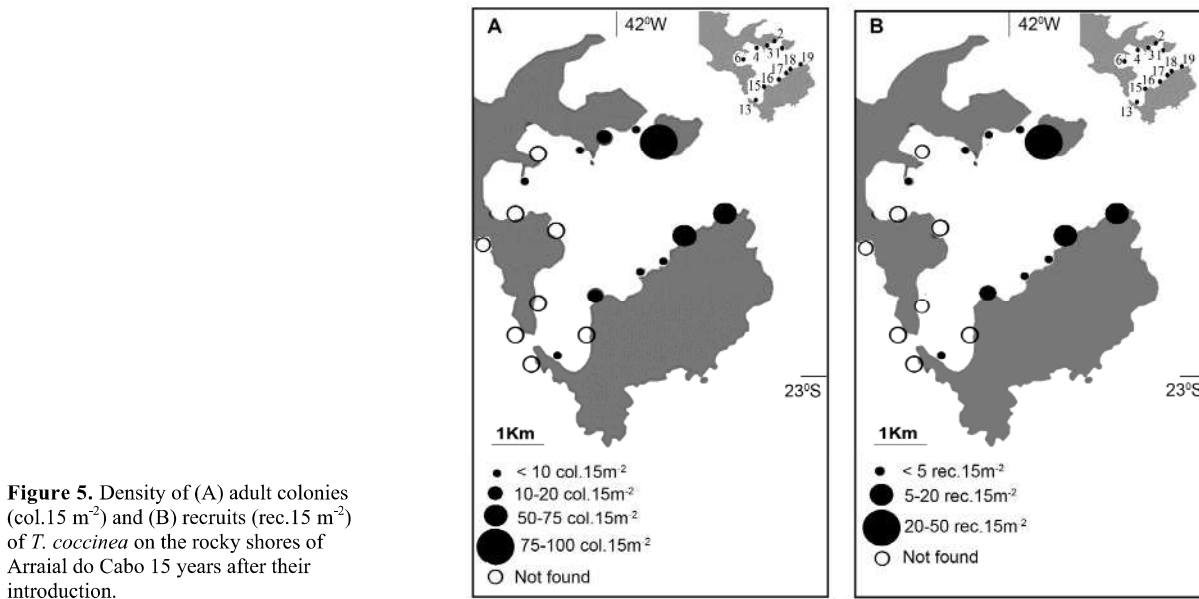 A
42⁰W
2
4
3 1
6
19
18
17
16
15
13
23⁰S
1Km
< 10 col.15m⁻²
10-20 col.15m⁻²
50-75 col.15m⁻²
75-100 col.15m⁻²
Not found
B
42⁰W
2
4
3 1
6
19
18
17
16
15
13
23⁰S
1Km
< 5 rec.15m⁻²
5-20 rec.15m⁻²
20-50 rec.15m⁻²
Not found
Figure 5. Density of (A) adult colonies
(col.15 m⁻²) and (B) recruits (rec.15 m⁻²)
of T. coccinea on the rocky shores of
Arraial do Cabo 15 years after their
introduction.